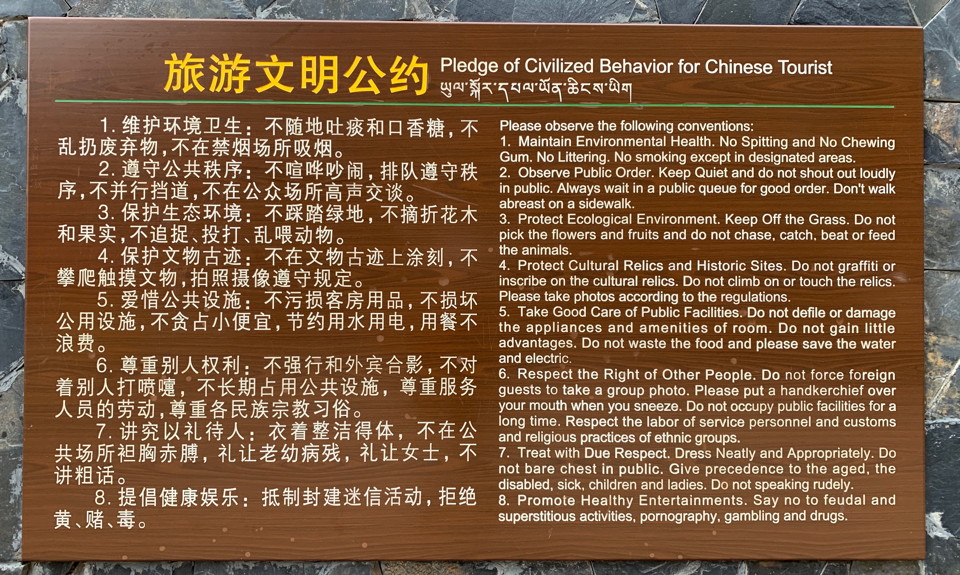 旅游文明公约
Pledge of Civilized Behavior for Chinese Tourist
ཡུལ་སྐོར་དཔལ་ཡོན་ཆིངས་ཡིག
1. 维护环境卫生：不随地吐痰和口香糖,不
乱扔废弃物,不在禁烟场所吸烟。
2. 遵守公共秩序：不喧哗吵闹,排队遵守秩
序,不并行挡道,不在公众场所高声交谈。
3. 保护生态环境：不踩踏绿地,不摘折花木
和果实,不追捉、投打、乱喂动物。
4. 保护文物古迹：不在文物古迹上涂刻,不
攀爬触摸文物,拍照摄像遵守规定。
5. 爱惜公共设施：不污损客房用品,不损坏
公用设施,不贪占小便宜,节约用水用电,用餐不
浪费。
6. 尊重别人权利：不强行和外宾合影,不对
着别人打喷嚏,不长期占用公共设施,尊重服务
人员的劳动,尊重各民族宗教习俗。
7. 讲究以礼待人：衣着整洁得体,不在公
共场所袒胸赤膊,礼让老幼病残,礼让女士,不
讲粗话。
8. 提倡健康娱乐：抵制封建迷信活动,拒绝
黄、赌、毒。
Please observe the following conventions:
1. Maintain Environmental Health. No Spitting and No Chewing
Gum. No Littering. No smoking except in designated areas.
2. Observe Public Order. Keep Quiet and do not shout out loudly
in public. Always wait in a public queue for good order. Don't walk
abreast on a sidewalk.
3. Protect Ecological Environment. Keep Off the Grass. Do not
pick the flowers and fruits and do not chase, catch, beat or feed
the animals.
4. Protect Cultural Relics and Historic Sites. Do not graffiti or
inscribe on the cultural relics. Do not climb on or touch the relics.
Please take photos according to the regulations.
5. Take Good Care of Public Facilities. Do not defile or damage
the appliances and amenities of room. Do not gain little
advantages. Do not waste the food and please save the water
and electric.
6. Respect the Right of Other People. Do not force foreign
guests to take a group photo. Please put a handkerchief over
your mouth when you sneeze. Do not occupy public facilities for a
long time. Respect the labor of service personnel and customs
and religious practices of ethnic groups.
7. Treat with Due Respect. Dress Neatly and Appropriately. Do
not bare chest in public. Give precedence to the aged, the
disabled, sick, children and ladies. Do not speaking rudely.
8. Promote Healthy Entertainments. Say no to feudal and
superstitious activities, pornography, gambling and drugs.